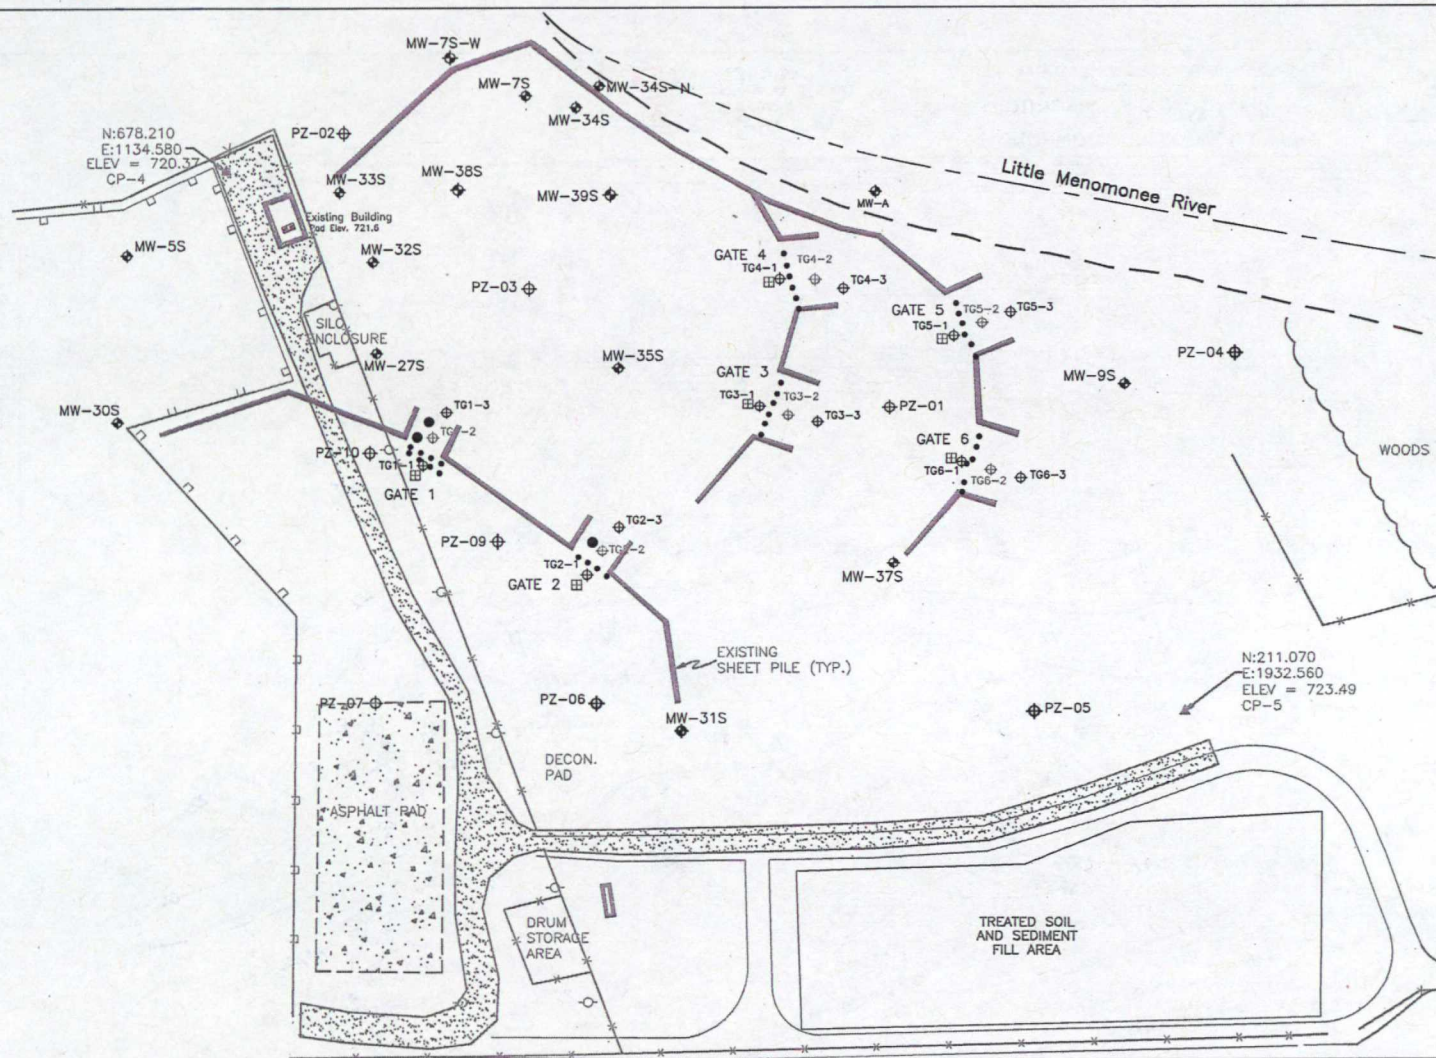 MW-7S-W
MW-7S
MW-34S-N
MW-34S
N:678.210
E:1134.580
ELEV = 720.37
CP-4
PZ-02
MW-33S
MW-38S
MW-39S
MW-A
Little Menomonee River
Existing Building
Pad Elev. 721.6
MW-5S
MW-32S
PZ-03
GATE 4
TG4-1
TG4-2
TG4-3
GATE 5
TG5-1
TG5-2
TG5-3
SILO
ENCLOSURE
MW-27S
MW-35S
PZ-04
MW-9S
GATE 3
TG3-1
TG3-2
TG3-3
PZ-01
MW-30S
TG1-3
TG1-2
PZ-10
TG1-1
GATE 1
GATE 6
TG6-1
TG6-2
TG6-3
WOODS
PZ-09
TG2-3
TG2-2
TG2-1
GATE 2
MW-37S
EXISTING
SHEET PILE (TYP.)
N:211.070
E:1932.560
ELEV = 723.49
CP-5
PZ-07
PZ-06
MW-31S
PZ-05
DECON.
PAD
ASPHALT PAD
DRUM
STORAGE
AREA
TREATED SOIL
AND SEDIMENT
FILL AREA